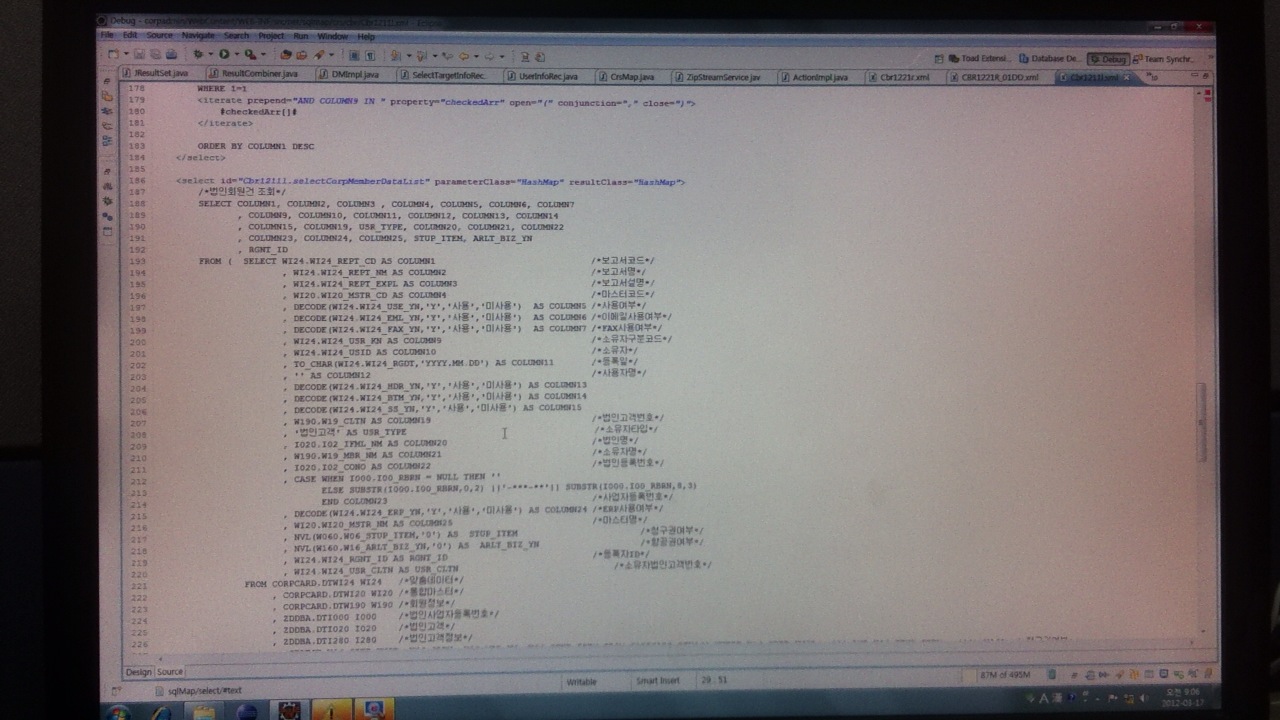 Debug - corpadmin/WebContent/WEB-INF/ - Eclipse
File Edit Source Navigate Search Project Run Window Help
Toad Extensi.. Database De.. Debug Team Synchr..
JResultSet.java ResultCombiner.java DMImpl.java SelectTargetInfoRec. UserInfoRec.java CrsMap.java ZipStreamService.jav ActionImpl.java Cbr1221r.xml CBR1221R_01DD.xml Cbr1211l.xml
178 WHERE 1=1
179 <iterate prepend="AND COLUMN9 IN " property="checkedArr" open="(" conjunction="," close=")">
180 #checkedArr[]#
181 </iterate>
182
183 ORDER BY COLUMN1 DESC
184 </select>
185
186 <select id="Cbr1211l.selectCorpMemberDataList" parameterClass="HashMap" resultClass="HashMap">
187 /*법인회원건 조회*/
188 SELECT COLUMN1, COLUMN2, COLUMN3 , COLUMN4, COLUMN5, COLUMN6, COLUMN7
189 , COLUMN9, COLUMN10, COLUMN11, COLUMN12, COLUMN13, COLUMN14
190 , COLUMN15, COLUMN19, USR_TYPE, COLUMN20, COLUMN21, COLUMN22
191 , COLUMN23, COLUMN24, COLUMN25, STUP_ITEM, ARLT_BIZ_YN
192 , RGNT_ID
193 FROM ( SELECT WI24.WI24_REPT_CD AS COLUMN1 /*보고서코드*/
194 , WI24.WI24_REPT_NM AS COLUMN2 /*보고서명*/
195 , WI24.WI24_REPT_EXPL AS COLUMN3 /*보고서설명*/
196 , WI20.WI20_MSTR_CD AS COLUMN4 /*마스터코드*/
197 , DECODE(WI24.WI24_USE_YN,'Y','사용','미사용') AS COLUMN5 /*사용여부*/
198 , DECODE(WI24.WI24_EML_YN,'Y','사용','미사용') AS COLUMN6 /*이메일사용여부*/
199 , DECODE(WI24.WI24_FAX_YN,'Y','사용','미사용') AS COLUMN7 /*FAX사용여부*/
200 , WI24.WI24_USR_KN AS COLUMN9 /*소유자구분코드*/
201 , WI24.WI24_USID AS COLUMN10 /*소유자*/
202 , TO_CHAR(WI24.WI24_RGDT,'YYYY.MM.DD') AS COLUMN11 /*등록일*/
203 , '' AS COLUMN12 /*사용자명*/
204 , DECODE(WI24.WI24_HDR_YN,'Y','사용','미사용') AS COLUMN13
205 , DECODE(WI24.WI24_BTM_YN,'Y','사용','미사용') AS COLUMN14
206 , DECODE(WI24.WI24_SS_YN,'Y','사용','미사용') AS COLUMN15
207 , W190.W19_CLTN AS COLUMN19 /*법인고객번호*/
208 , '법인고객' AS USR_TYPE /*소유자타입*/
209 , I020.I02_IFML_NM AS COLUMN20 /*법인명*/
210 , W190.W19_MBR_NM AS COLUMN21 /*소유자명*/
211 , I020.I02_CONO AS COLUMN22 /*법인등록번호*/
212 , CASE WHEN I000.I00_RBRN = NULL THEN ''
213 ELSE SUBSTR(I000.I00_RBRN,0,2) ||'-***-**'|| SUBSTR(I000.I00_RBRN,8,3)
214 END COLUMN23 /*사업자등록번호*/
215 , DECODE(WI24.WI24_ERP_YN,'Y','사용','미사용') AS COLUMN24 /*ERP사용여부*/
216 , WI20.WI20_MSTR_NM AS COLUMN25 /*마스터명*/
217 , NVL(W060.W06_STUP_ITEM,'0') AS STUP_ITEM /*청구권여부*/
218 , NVL(W160.W16_ARLT_BIZ_YN,'0') AS ARLT_BIZ_YN /*항공권여부*/
219 , WI24.WI24_RGNT_ID AS RGNT_ID /*등록자ID*/
220 , WI24.WI24_USR_CLTN AS USR_CLTN /*소유자법인고객번호*/
221 FROM CORPCARD.DTWI24 WI24 /*맞춤데이터*/
222 , CORPCARD.DTWI20 WI20 /*통합마스터*/
223 , CORPCARD.DTW190 W190 /*회원정보*/
224 , ZDDBA.DTI000 I000 /*법인사업자등록번호*/
225 , ZDDBA.DTI020 I020 /*법인고객*/
226 , ZDDBA.DTI280 I280 /*법인고객정보*/
Design Source
sqlMap/select/#text Writable Smart Insert 29 : 51 87M of 495M
A 漢 오전 9:06
2012-03-17